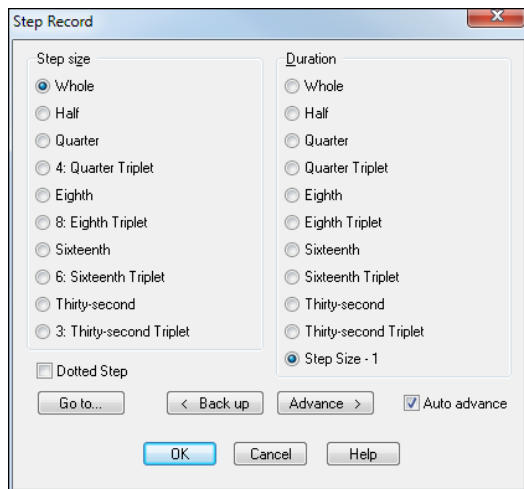 Step Record
Step size
Whole
Half
Quarter
4: Quarter Triplet
Eighth
8: Eighth Triplet
Sixteenth
6: Sixteenth Triplet
Thirty-second
3: Thirty-second Triplet
Duration
Whole
Half
Quarter
Quarter Triplet
Eighth
Eighth Triplet
Sixteenth
Sixteenth Triplet
Thirty-second
Thirty-second Triplet
Step Size - 1
Dotted Step
Go to... < Back up Advance > Auto advance
OK Cancel Help